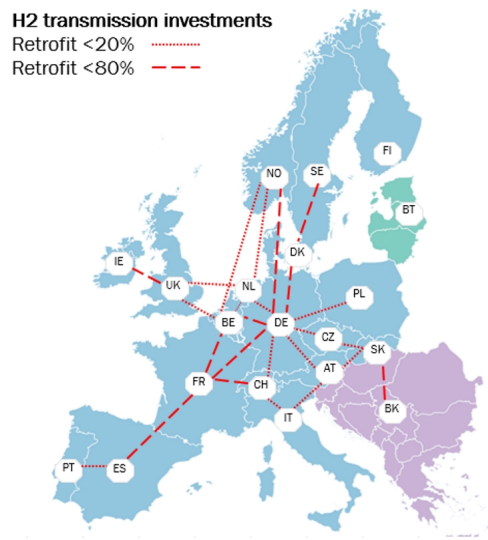 H2 transmission investments
Retrofit <20%
Retrofit <80%
FI
NO
SE
BT
DK
IE
UK
NL
PL
BE
DE
CZ
SK
AT
FR
CH
BK
IT
PT
ES